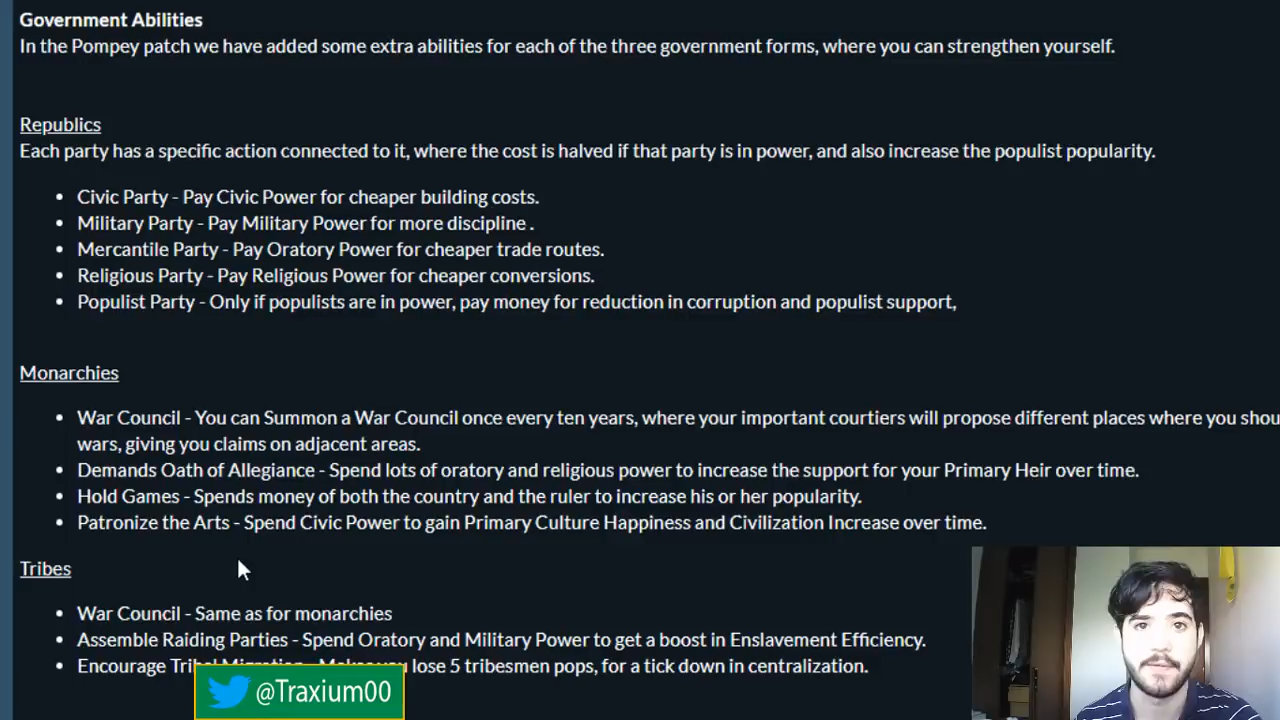 Government Abilities
In the Pompey patch we have added some extra abilities for each of the three government forms, where you can strengthen yourself.
Republics
Each party has a specific action connected to it, where the cost is halved if that party is in power, and also increase the populist popularity.
• Civic Party - Pay Civic Power for cheaper building costs.
• Military Party - Pay Military Power for more discipline .
• Mercantile Party - Pay Oratory Power for cheaper trade routes.
• Religious Party - Pay Religious Power for cheaper conversions.
• Populist Party - Only if populists are in power, pay money for reduction in corruption and populist support,
Monarchies
• War Council - You can Summon a War Council once every ten years, where your important courtiers will propose different places where you
wars, giving you claims on adjacent areas.
• Demands Oath of Allegiance - Spend lots of oratory and religious power to increase the support for your Primary Heir over time.
• Hold Games - Spends money of both the country and the ruler to increase his or her popularity.
• Patronize the Arts - Spend Civic Power to gain Primary Culture Happiness and Civilization Increase over time.
Tribes
• War Council - Same as for monarchies
• Assemble Raiding Parties - Spend Oratory and Military Power to get a boost in Enslavement Efficiency.
• Encourage lose 5 tribesmen pops, for a tick down in centralization.
@Traxium00